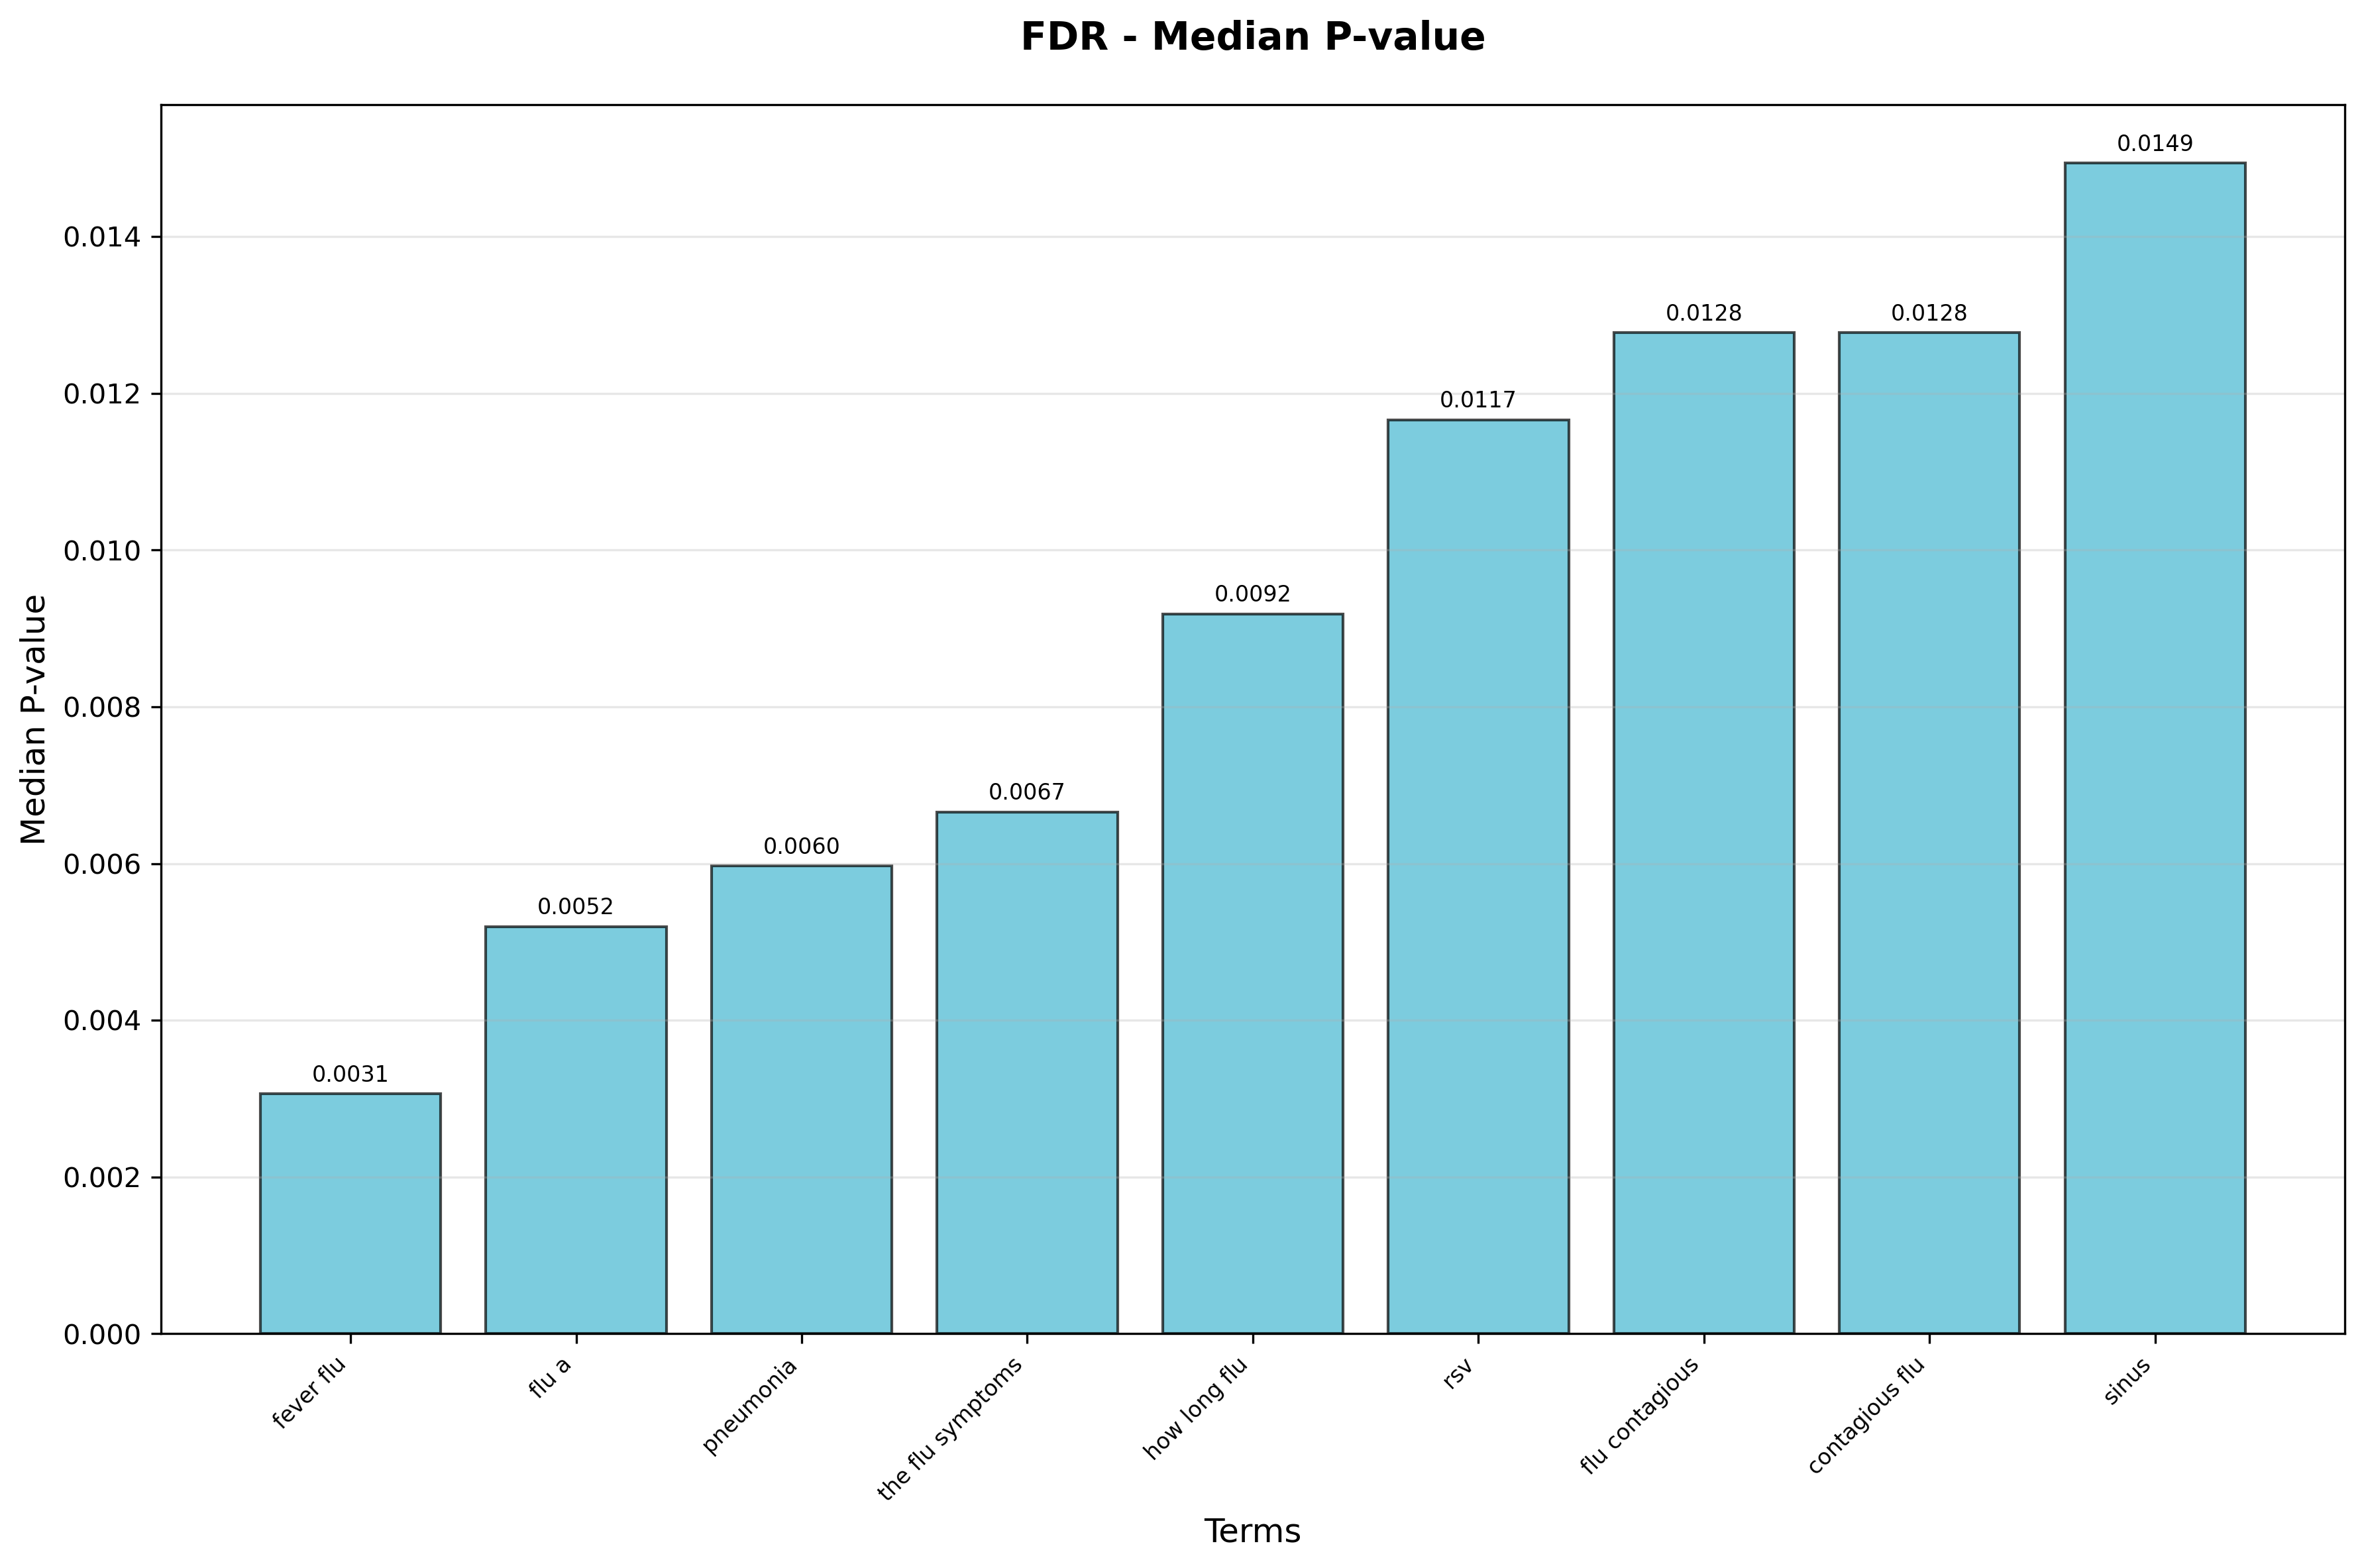 FDR - Median P-value
Median P-value
0.014
0.012
0.010
0.008
0.006
0.004
0.002
0.000
0.0031
0.0052
0.0060
0.0067
0.0092
0.0117
0.0128
0.0128
0.0149
fever flu
flu a
pneumonia
the flu symptoms
how long flu
rsv
flu contagious
contagious flu
sinus
Terms